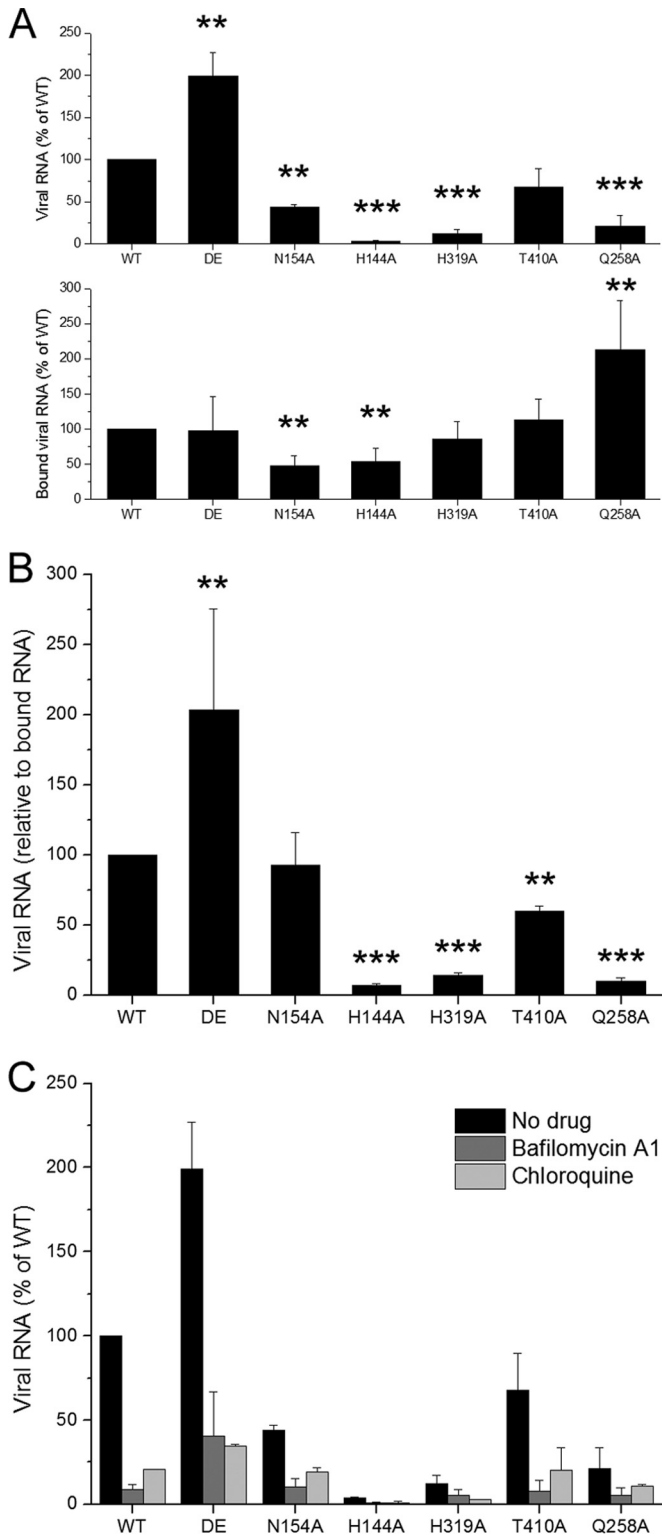 A
Viral RNA (% of WT)
250
200
150
100
50
0
**
**
***
***
***
WT DE N154A H144A H319A T410A Q258A
Bound viral RNA (% of WT)
300
250
200
150
100
50
0
**
**
**
WT DE N154A H144A H319A T410A Q258A
B
Viral RNA (relative to bound RNA)
300
250
200
150
100
50
0
**
***
***
**
***
WT DE N154A H144A H319A T410A Q258A
C
Viral RNA (% of WT)
250
200
150
100
50
0
No drug
Bafilomycin A1
Chloroquine
WT DE N154A H144A H319A T410A Q258A